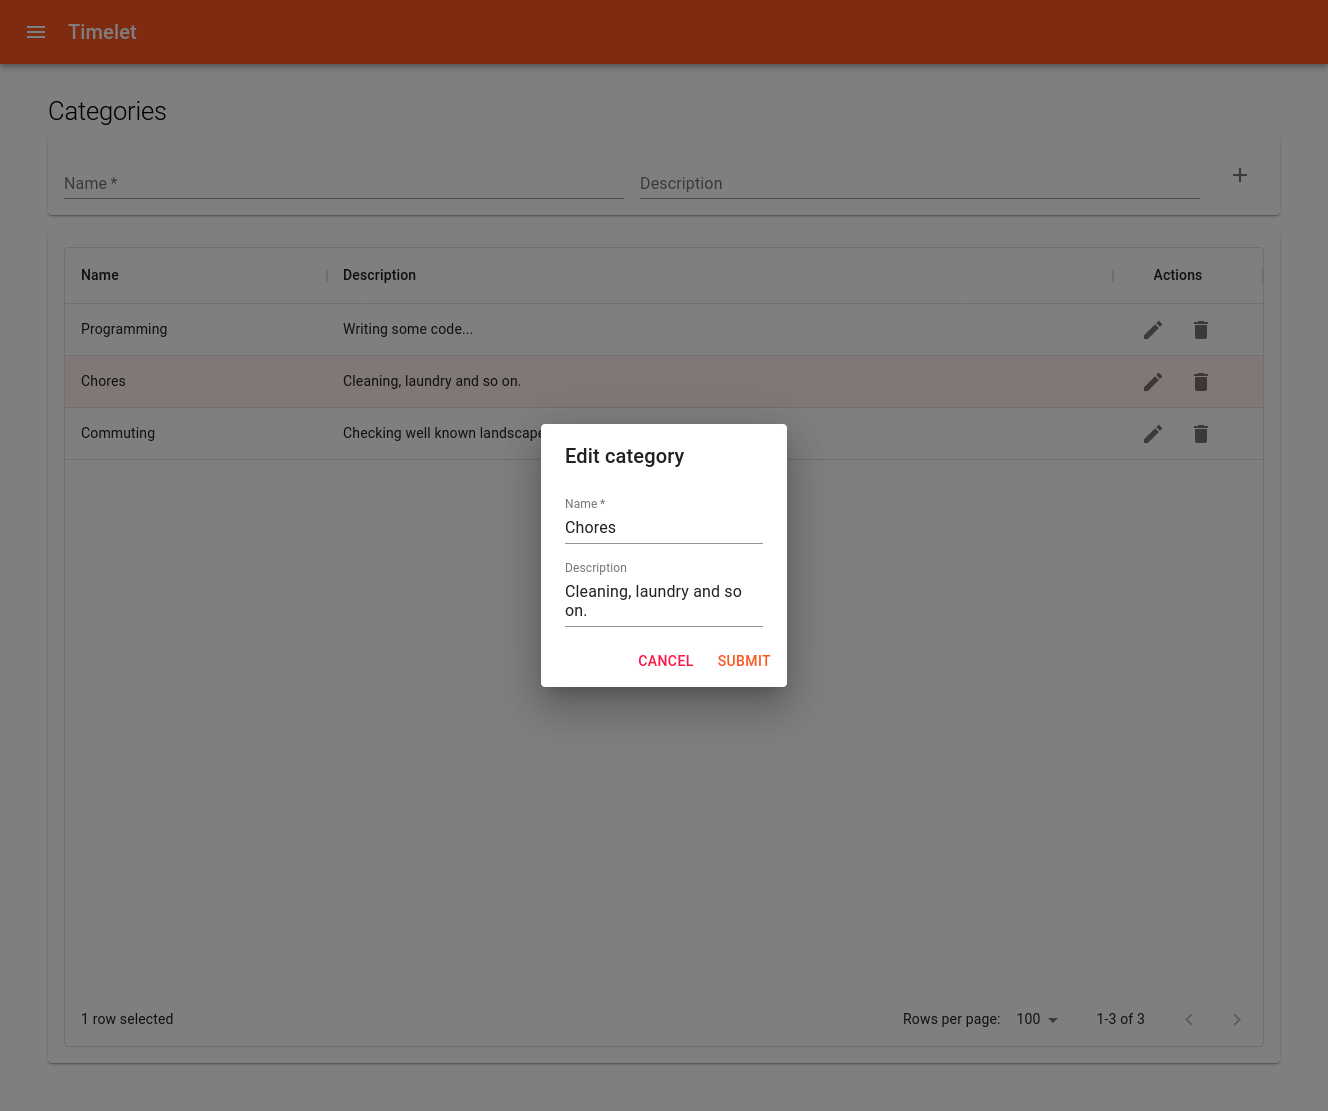 Timelet
Categories
Name *
Description
Name
Description
Actions
Programming
Writing some code...
Chores
Cleaning, laundry and so on.
Commuting
Checking well known landscape
Edit category
Name *
Chores
Description
Cleaning, laundry and so
on.
CANCEL
SUBMIT
1 row selected
Rows per page:
100
1-3 of 3